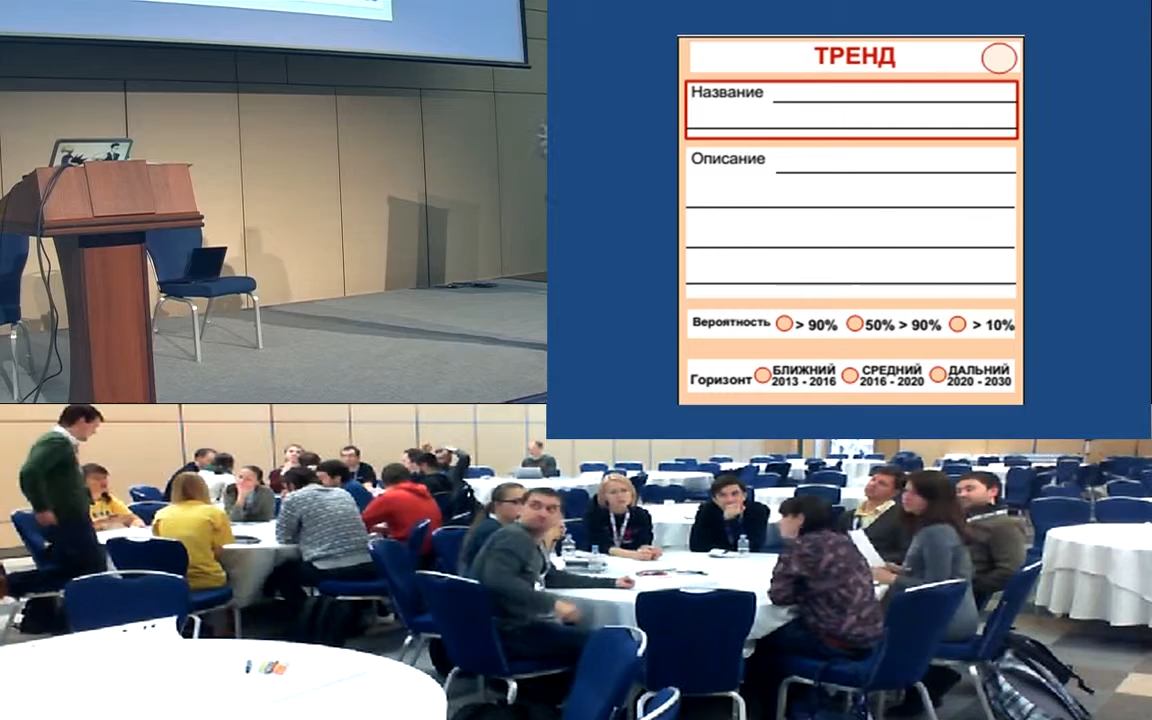 ТРЕНД
Название
Описание
Вероятность > 90% 50% > 90% > 10%
Горизонт БЛИЖНИЙ 2013 - 2016 СРЕДНИЙ 2016 - 2020 ДАЛЬНИЙ 2020 - 2030